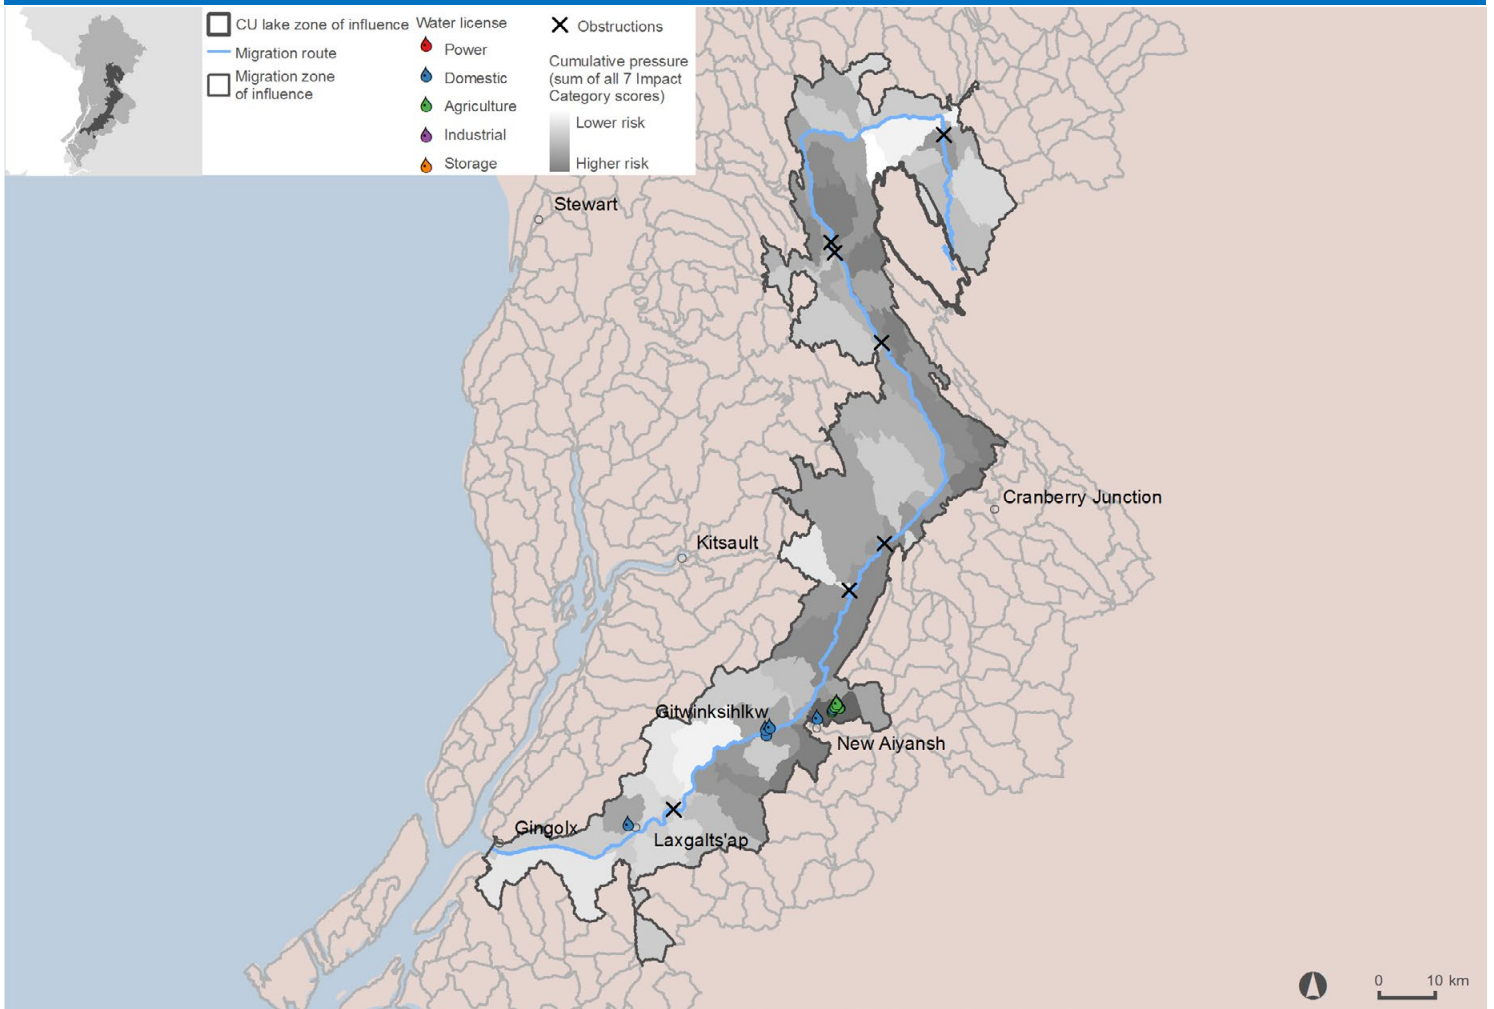 CU lake zone of influence
Migration route
Migration zone
of influence
Water license
Power
Domestic
Agriculture
Industrial
Storage
Obstructions
Cumulative pressure
(sum of all 7 Impact
Category scores)
Lower risk
Higher risk
Stewart
Cranberry Junction
Kitsault
Gitwinksihlkw
New Aiyansh
Gingolx
Laxgalts'ap
0 10 km